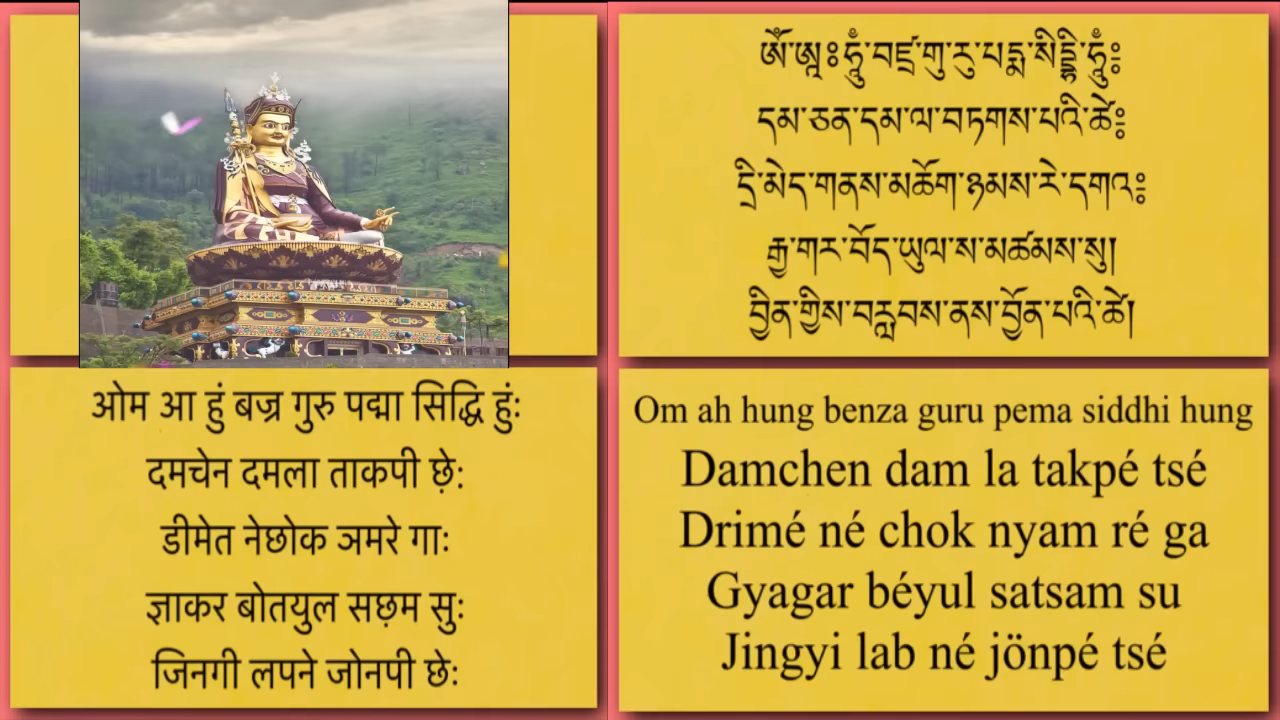 ༀ་ཨཱཿཧཱུྃ་བཛྲ་གུ་རུ་པདྨ་སིདྡྷི་ཧཱུྃ༔
དམ་ཅན་དམ་ལ་བཏགས་པའི་ཚེ༔
དྲི་མེད་གནས་མཆོག་ཉམས་རེ་དགའ༔
རྒྱ་གར་བོད་ཡུལ་ས་མཚམས་སུ།
བྱིན་གྱིས་བརླབས་ནས་བྱོན་པའི་ཚེ།
ओम आ हुं बज्र गुरु पद्मा सिद्धि हुंः
दमचेन दमला ताकपी छे़ः
डीमेत नेछोक ञमरे गाः
ज्ञाकर बोतयुल सछ़म सुः
जिनगी लपने जोनपी छेः
Om ah hung benza guru pema siddhi hung
Damchen dam la takpé tsé
Drimé né chok nyam ré ga
Gyagar béyul satsam su
Jingyi lab né jönpé tsé